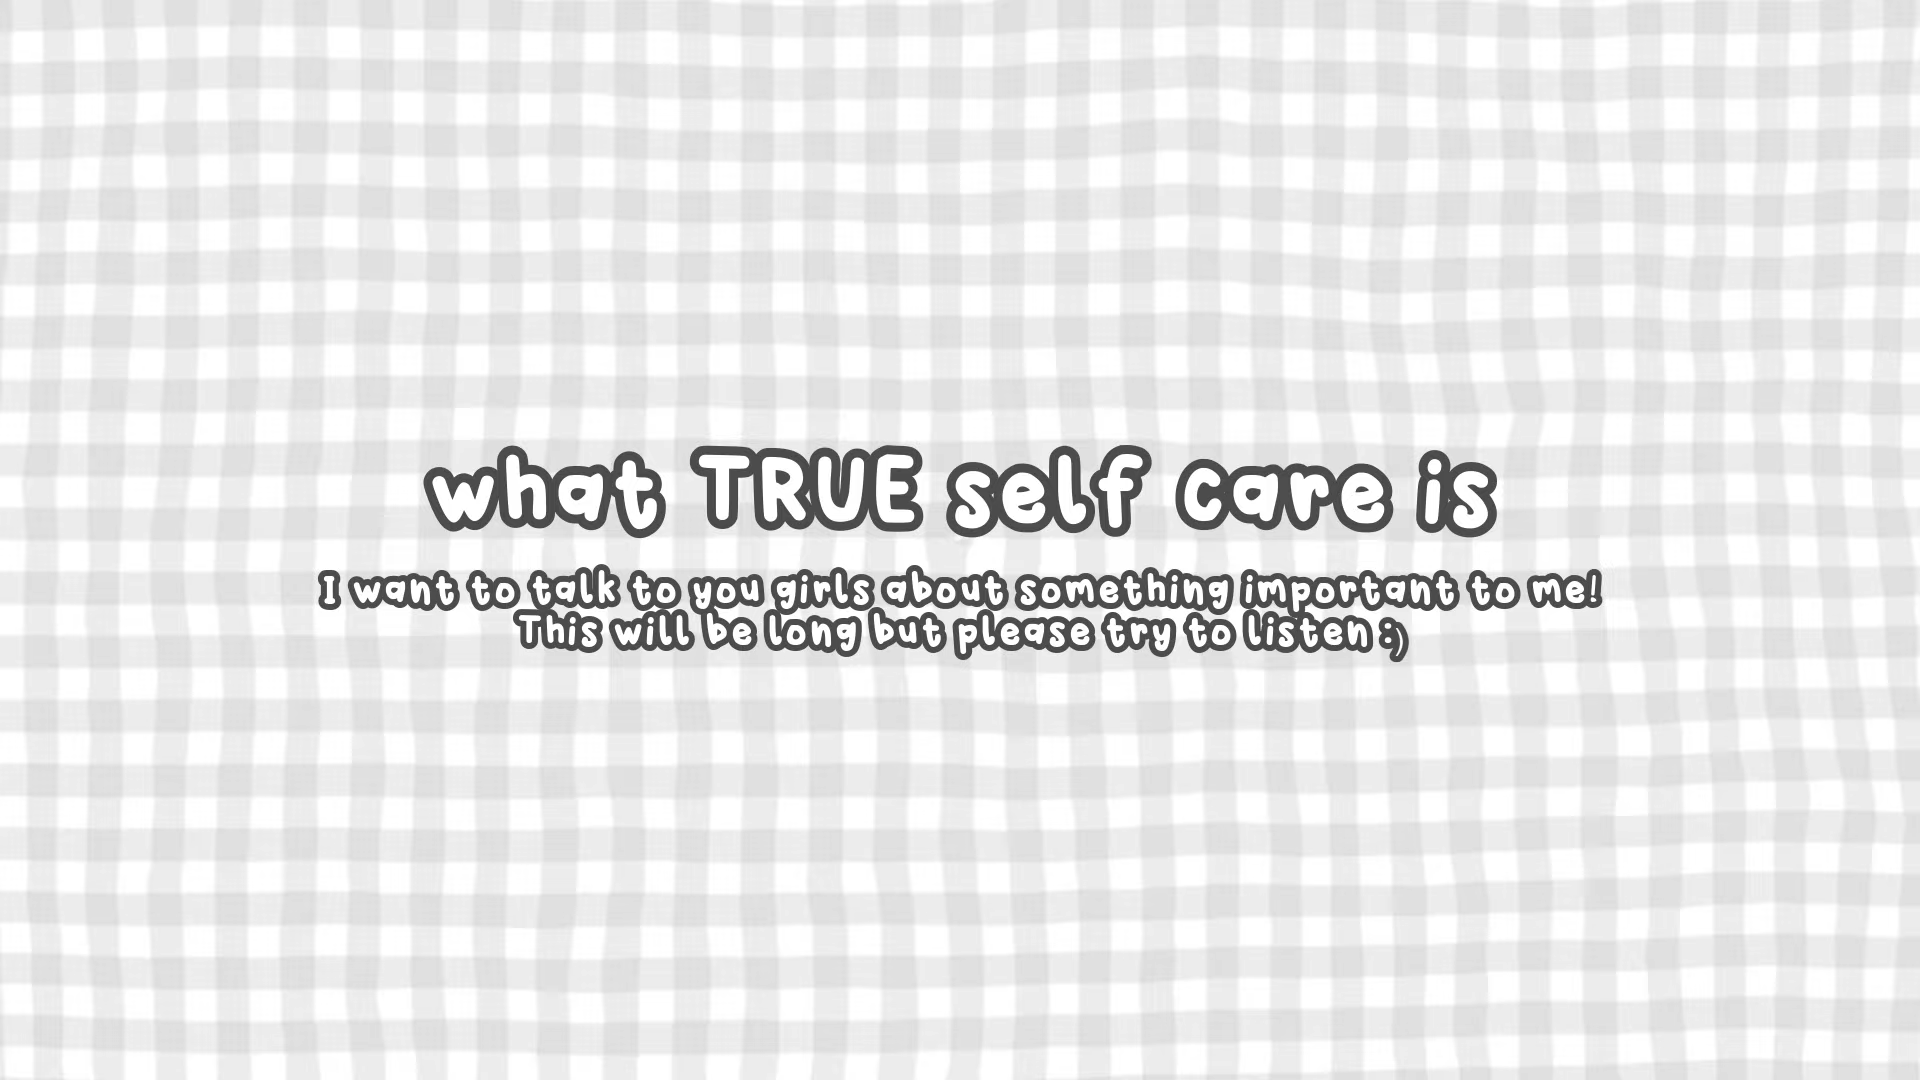 what TRUE self care is
I want to talk to you girls about something important to me!
This will be long but please try to listen :)